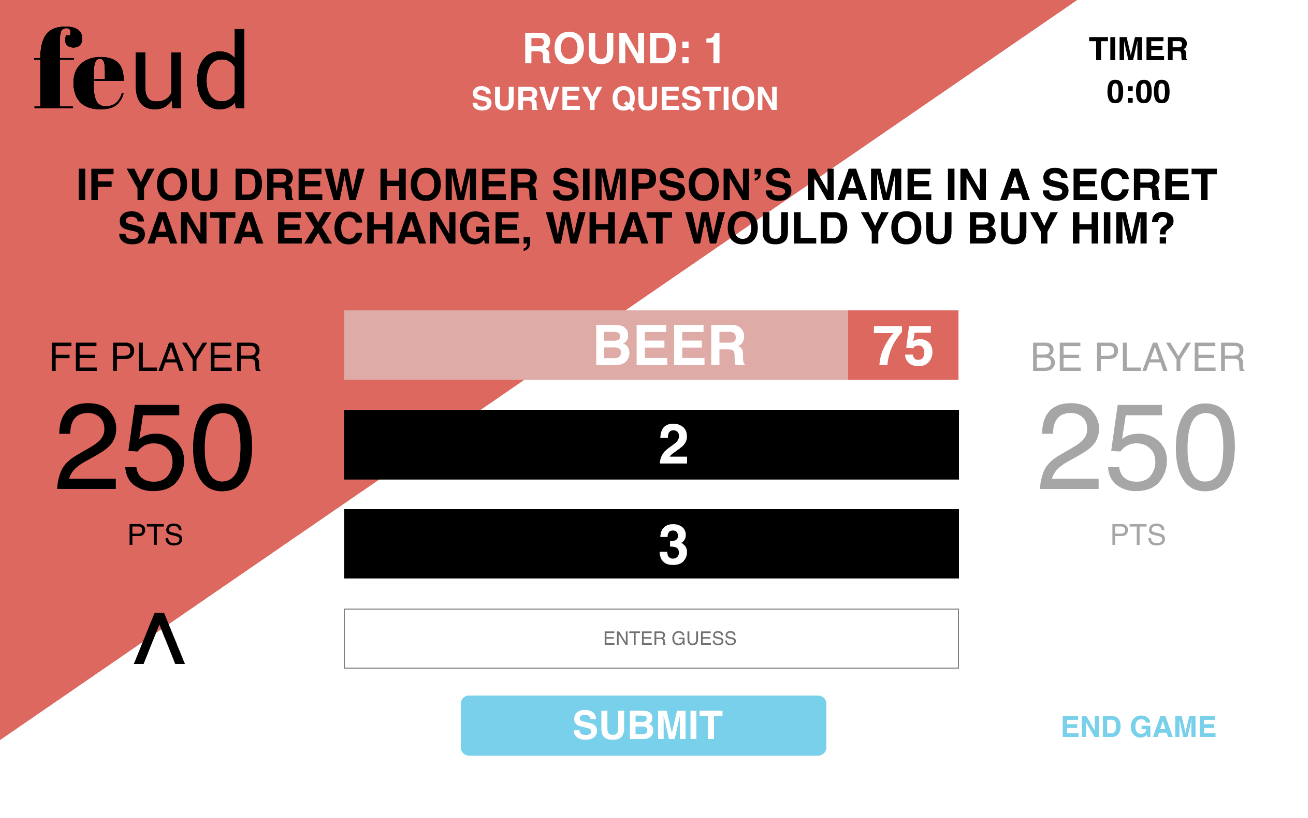 feud
ROUND: 1
SURVEY QUESTION
TIMER
0:00
IF YOU DREW HOMER SIMPSON’S NAME IN A SECRET
SANTA EXCHANGE, WHAT WOULD YOU BUY HIM?
FE PLAYER
250
PTS
BEER 75
2
3
ENTER GUESS
SUBMIT
BE PLAYER
250
PTS
END GAME